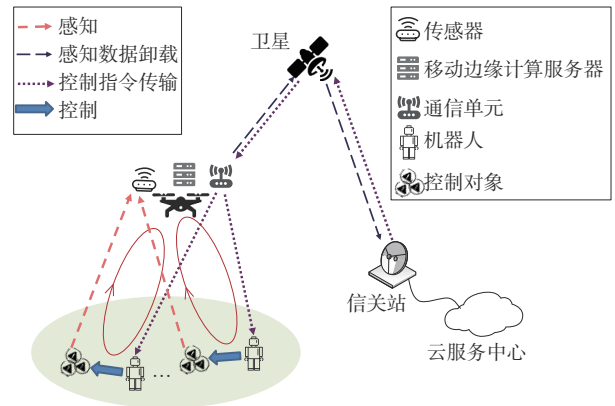 感知
感知数据卸载
控制指令传输
控制
卫星
传感器
移动边缘计算服务器
通信单元
机器人
控制对象
信关站
云服务中心
...